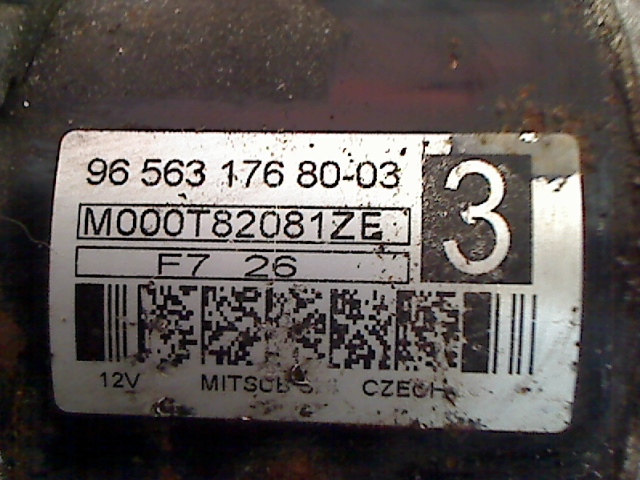 96 563 176 80-03
3
M000T82081ZE
F7 26
12V CZECH